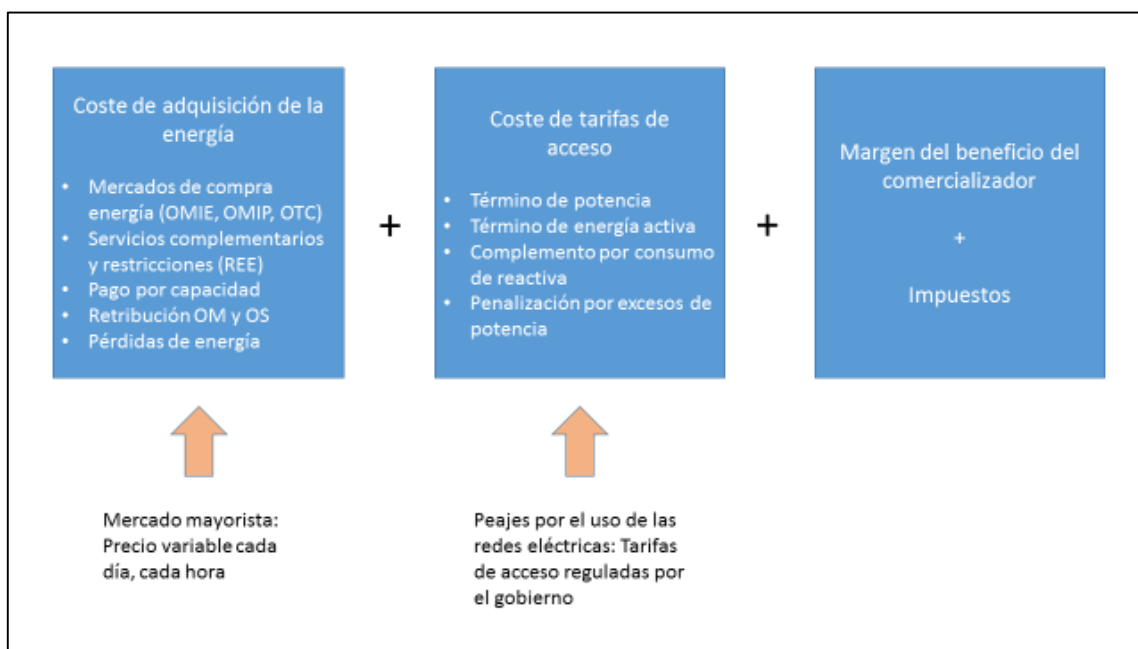 Coste de adquisición de la
energía
• Mercados de compra
energía (OMIE, OMIP, OTC)
• Servicios complementarios
y restricciones (REE)
• Pago por capacidad
• Retribución OM y OS
• Pérdidas de energía
+
Coste de tarifas de
acceso
• Término de potencia
• Término de energía activa
• Complemento por consumo
de reactiva
• Penalización por excesos de
potencia
+
Margen del beneficio del
comercializador
+
Impuestos
Mercado mayorista:
Precio variable cada
día, cada hora
Peajes por el uso de las
redes eléctricas: Tarifas
de acceso reguladas por
el gobierno